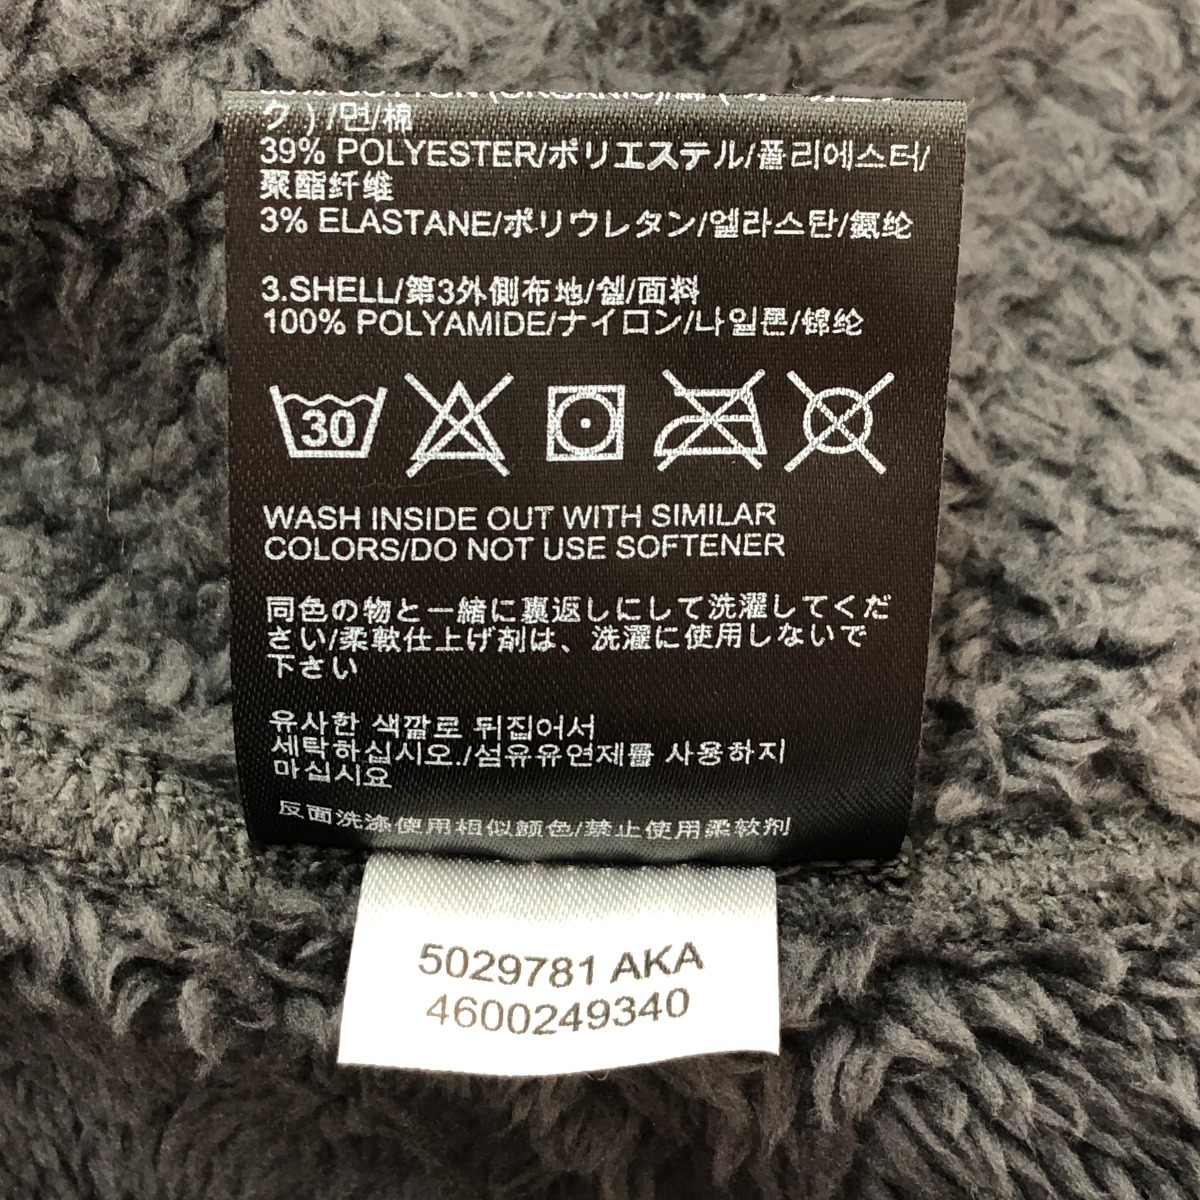 COTTON (ORGANIC)/綿(オーガニッ
ク)/면/棉
39% POLYESTER/ポリエステル/폴리에스터/
聚酯纤维
3% ELASTANE/ポリウレタン/엘라스탄/氨纶
3.SHELL/第3外側布地/쉘/面料
100% POLYAMIDE/ナイロン/나일론/锦纶
30
WASH INSIDE OUT WITH SIMILAR
COLORS/DO NOT USE SOFTENER
同色の物と一緒に裏返しにして洗濯してくだ
さい/柔軟仕上げ剤は、洗濯に使用しないで
下さい
유사한 색깔로 뒤집어서
세탁하십시오./섬유유연제를 사용하지
마십시요
反面洗涤使用相似颜色/禁止使用柔软剂
5029781 AKA
4600249340